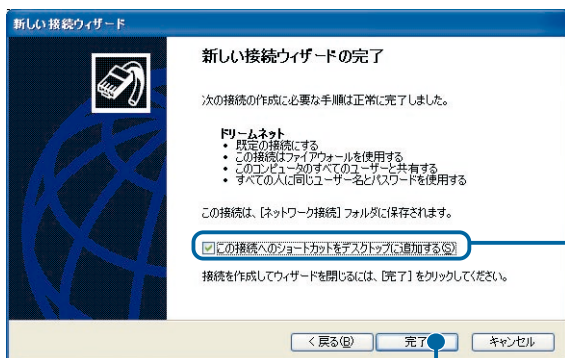 新しい接続ウィザード
新しい接続ウィザードの完了
次の接続の作成に必要な手順は正常に完了しました。
ドリームネット
• 既定の接続にする
• この接続はファイアウォールを使用する
• このコンピュータのすべてのユーザーと共有する
• すべての人に同じユーザー名とパスワードを使用する
この接続は、[ネットワーク接続] フォルダに保存されます。
この接続へのショートカットをデスクトップに追加する(S)
接続を作成してウィザードを閉じるには、[完了] をクリックしてください。
< 戻る(B) 完了 キャンセル